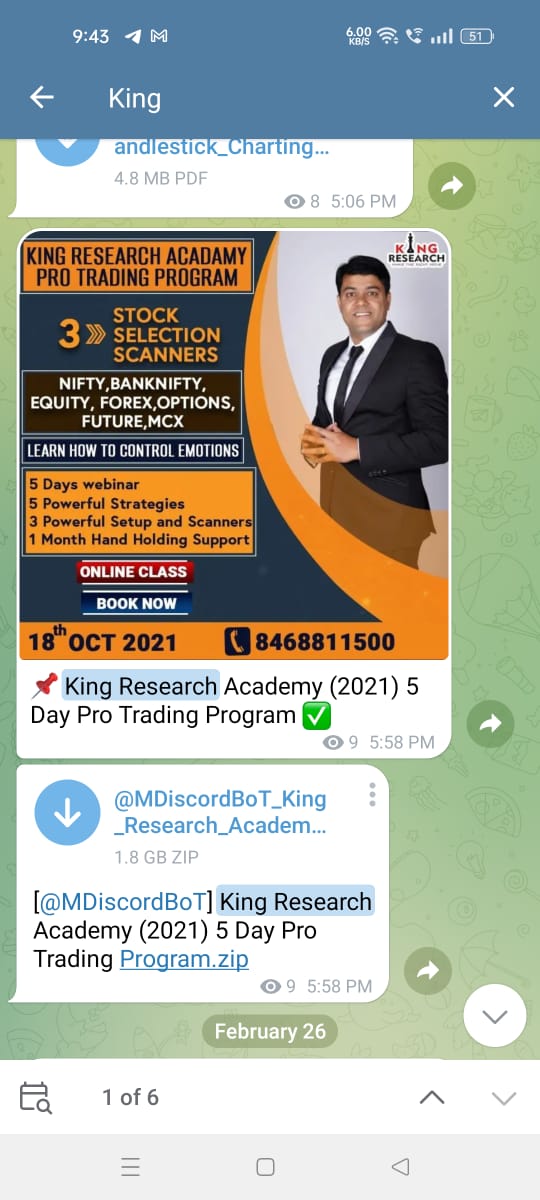 9:43
6.00
KB/S
51
King
andlestick_Charting...
4.8 MB PDF
8 5:06 PM
KING RESEARCH ACADAMY
PRO TRADING PROGRAM
KING
RESEARCH
3
STOCK
SELECTION
SCANNERS
NIFTY,BANKNIFTY,
EQUITY, FOREX,OPTIONS,
FUTURE,MCX
LEARN HOW TO CONTROL EMOTIONS
5 Days webinar
5 Powerful Strategies
3 Powerful Setup and Scanners
1 Month Hand Holding Support
ONLINE CLASS
BOOK NOW
18th OCT 2021
8468811500
King Research Academy (2021) 5
Day Pro Trading Program
9 5:58 PM
@MDiscordBoT_King
_Research_Academ...
1.8 GB ZIP
[@MDiscordBoT] King Research
Academy (2021) 5 Day Pro
Trading Program.zip
9 5:58 PM
February 26
1 of 6